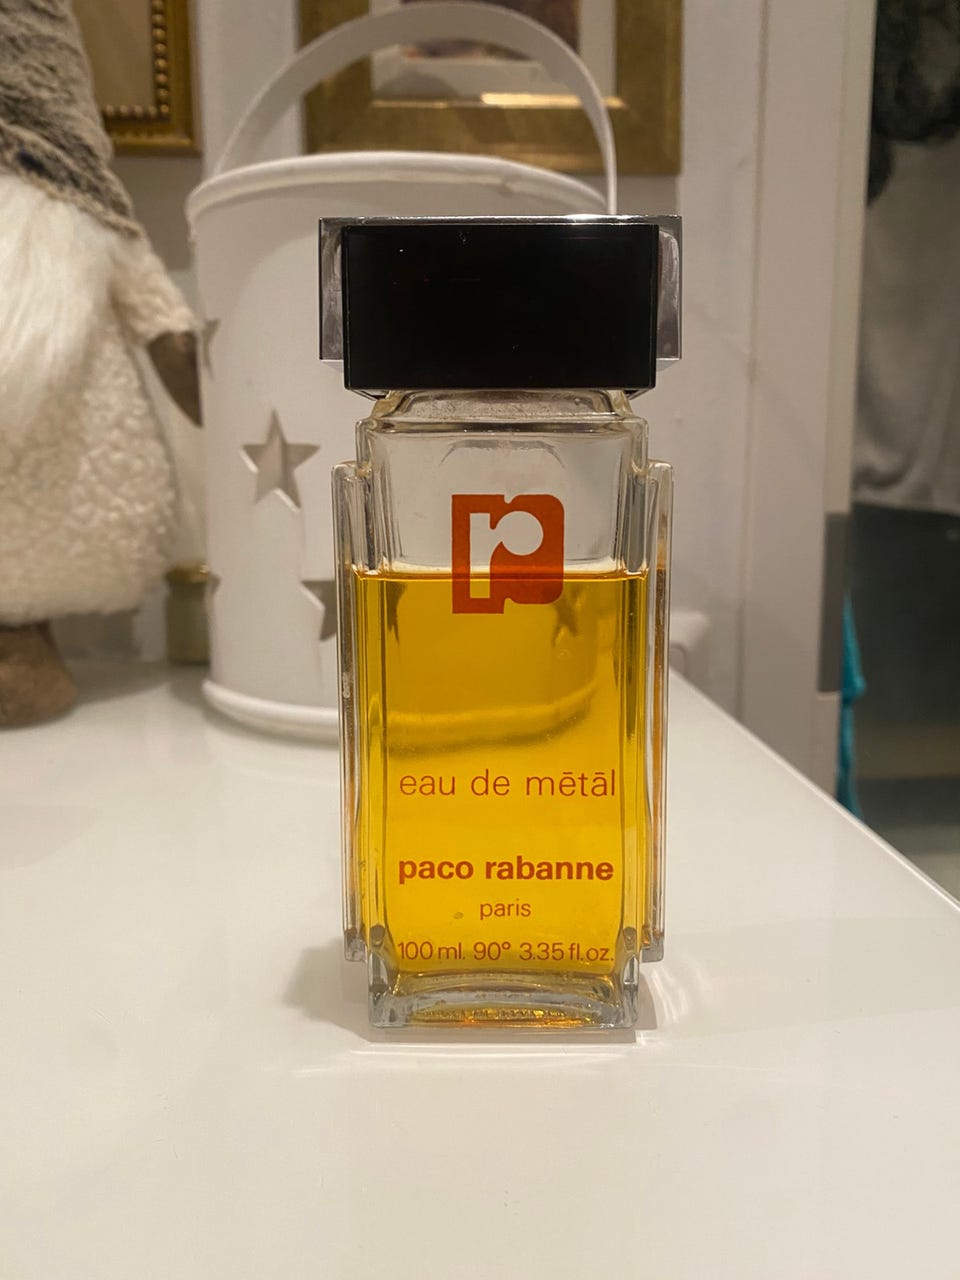 p
eau de mētāl
paco rabanne
paris
100 ml. 90° 3.35 fl.oz.